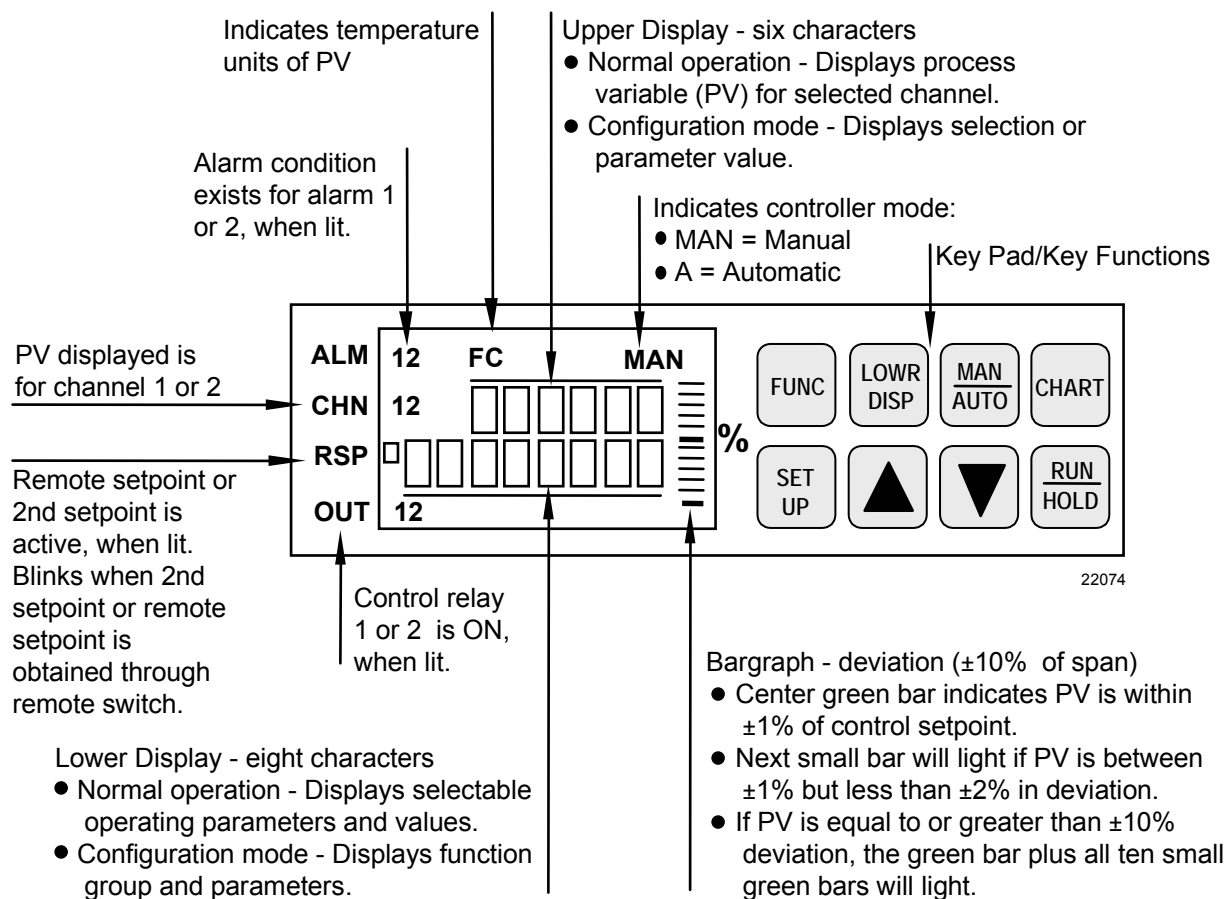 Indicates temperature
units of PV
Upper Display - six characters
● Normal operation - Displays process
variable (PV) for selected channel.
● Configuration mode - Displays selection or
parameter value.
Alarm condition
exists for alarm 1
or 2, when lit.
Indicates controller mode:
● MAN = Manual
● A = Automatic
Key Pad/Key Functions
PV displayed is
for channel 1 or 2
ALM 12 FC MAN
CHN 12
RSP
%
OUT 12
FUNC
LOWR
DISP
MAN
AUTO
CHART
SET
UP
RUN
HOLD
22074
Remote setpoint or
2nd setpoint is
active, when lit.
Blinks when 2nd
setpoint or remote
setpoint is
obtained through
remote switch.
Control relay
1 or 2 is ON,
when lit.
Bargraph - deviation (±10% of span)
● Center green bar indicates PV is within
±1% of control setpoint.
● Next small bar will light if PV is between
±1% but less than ±2% in deviation.
● If PV is equal to or greater than ±10%
deviation, the green bar plus all ten small
green bars will light.
Lower Display - eight characters
● Normal operation - Displays selectable
operating parameters and values.
● Configuration mode - Displays function
group and parameters.